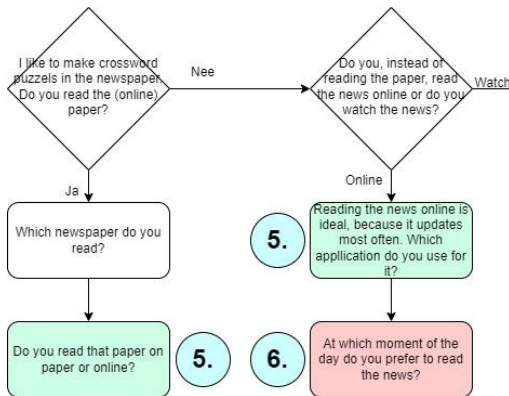 I like to make crossword
puzzels in the newspaper.
Do you read the (online)
paper?
Nee
Do you, instead of
reading the paper, read
the news online or do you
watch the news?
Watch
Ja
Online
Which newspaper do you
read?
5.
Reading the news online is
ideal, because it updates
most often. Which
appllication do you use for
it?
Do you read that paper on
paper or online?
5.
6.
At which moment of the
day do you prefer to read
the news?